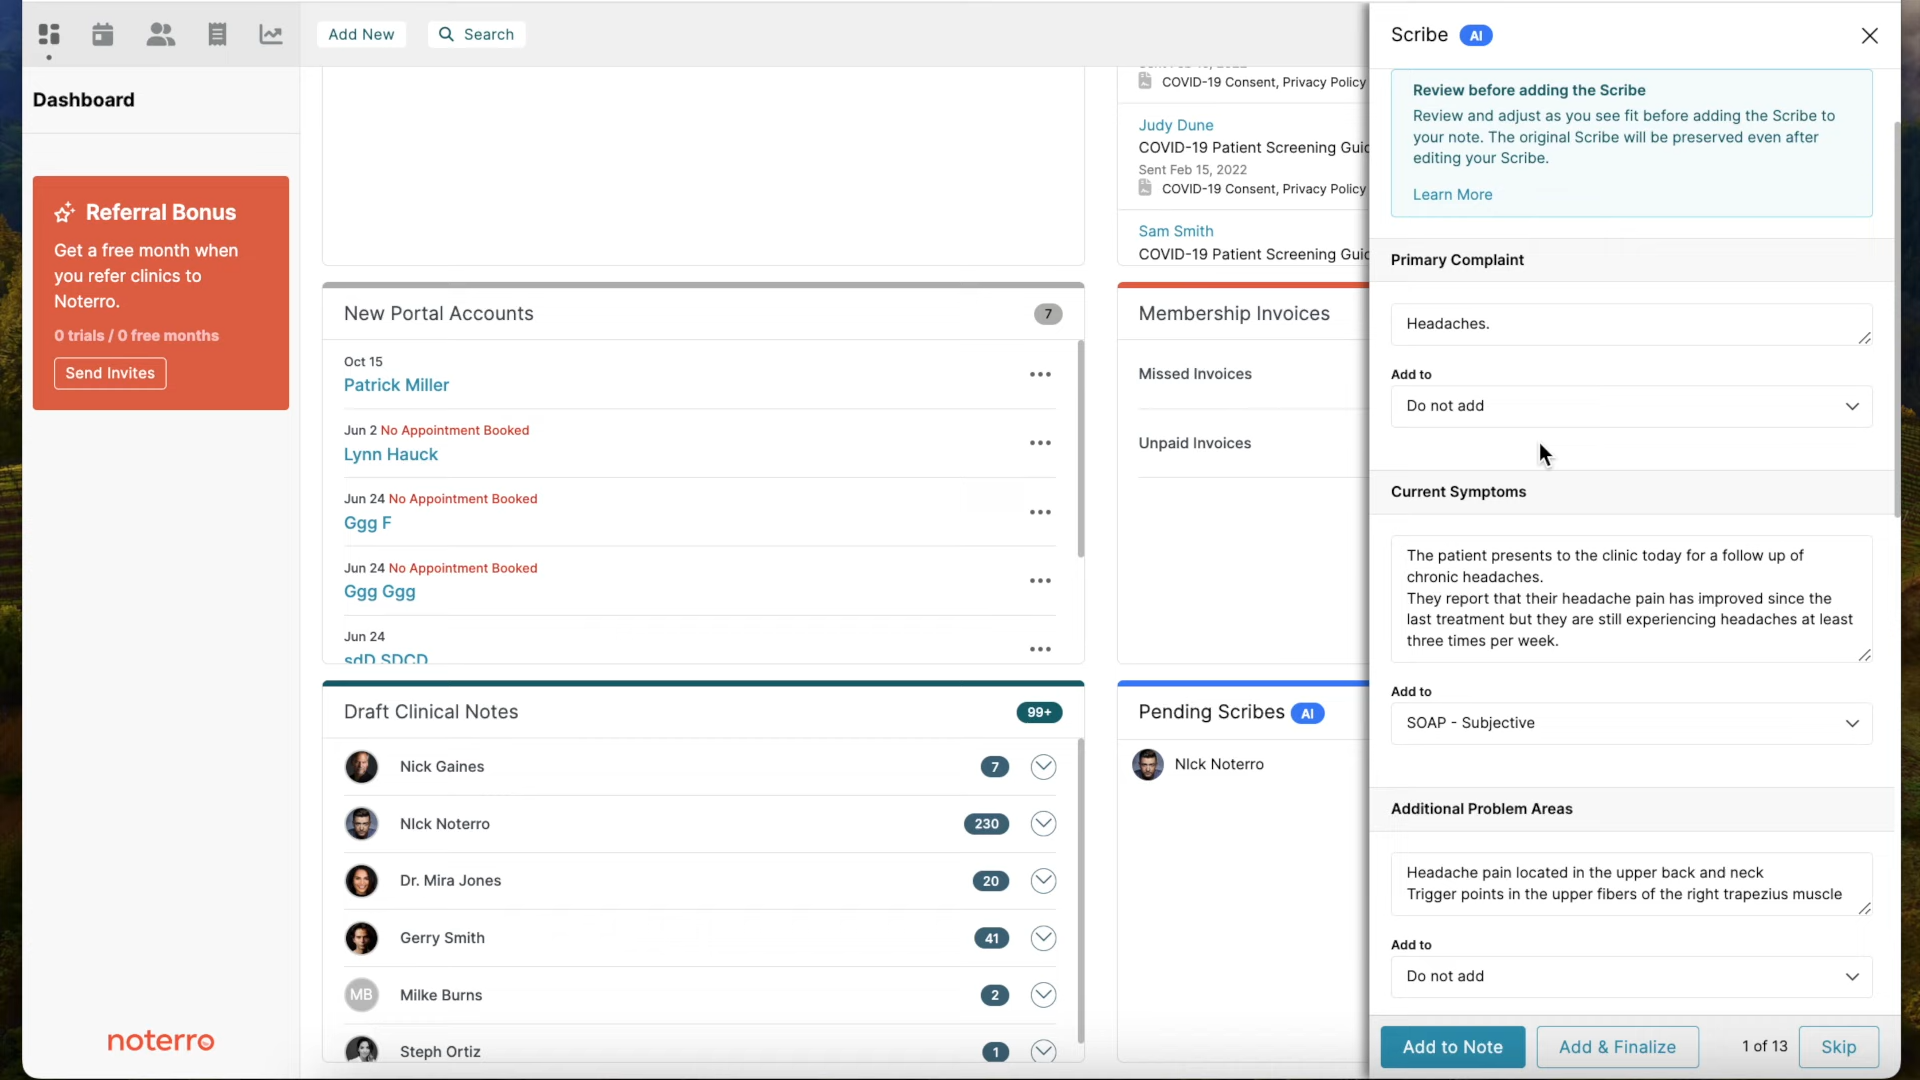 Add New
Search
Dashboard
Referral Bonus
Get a free month when
you refer clinics to
Noterro.
0 trials / 0 free months
Send Invites
noterro
COVID-19 Consent, Privacy Policy
Judy Dune
COVID-19 Patient Screening Guid
Sent Feb 15, 2022
COVID-19 Consent, Privacy Policy
Sam Smith
COVID-19 Patient Screening Guid
New Portal Accounts
7
Oct 15
Patrick Miller
Jun 2 No Appointment Booked
Lynn Hauck
Jun 24 No Appointment Booked
Ggg F
Jun 24 No Appointment Booked
Ggg Ggg
Jun 24
sdD SDCD
Membership Invoices
Missed Invoices
Unpaid Invoices
Draft Clinical Notes
99+
Nick Gaines
7
NIck Noterro
230
Dr. Mira Jones
20
Gerry Smith
41
MB
Milke Burns
2
Steph Ortiz
1
Pending Scribes AI
NIck Noterro
Scribe AI
Review before adding the Scribe
Review and adjust as you see fit before adding the Scribe to
your note. The original Scribe will be preserved even after
editing your Scribe.
Learn More
Primary Complaint
Headaches.
Add to
Do not add
Current Symptoms
The patient presents to the clinic today for a follow up of
chronic headaches.
They report that their headache pain has improved since the
last treatment but they are still experiencing headaches at least
three times per week.
Add to
SOAP - Subjective
Additional Problem Areas
Headache pain located in the upper back and neck
Trigger points in the upper fibers of the right trapezius muscle
Add to
Do not add
Add to Note
Add & Finalize
1 of 13
Skip